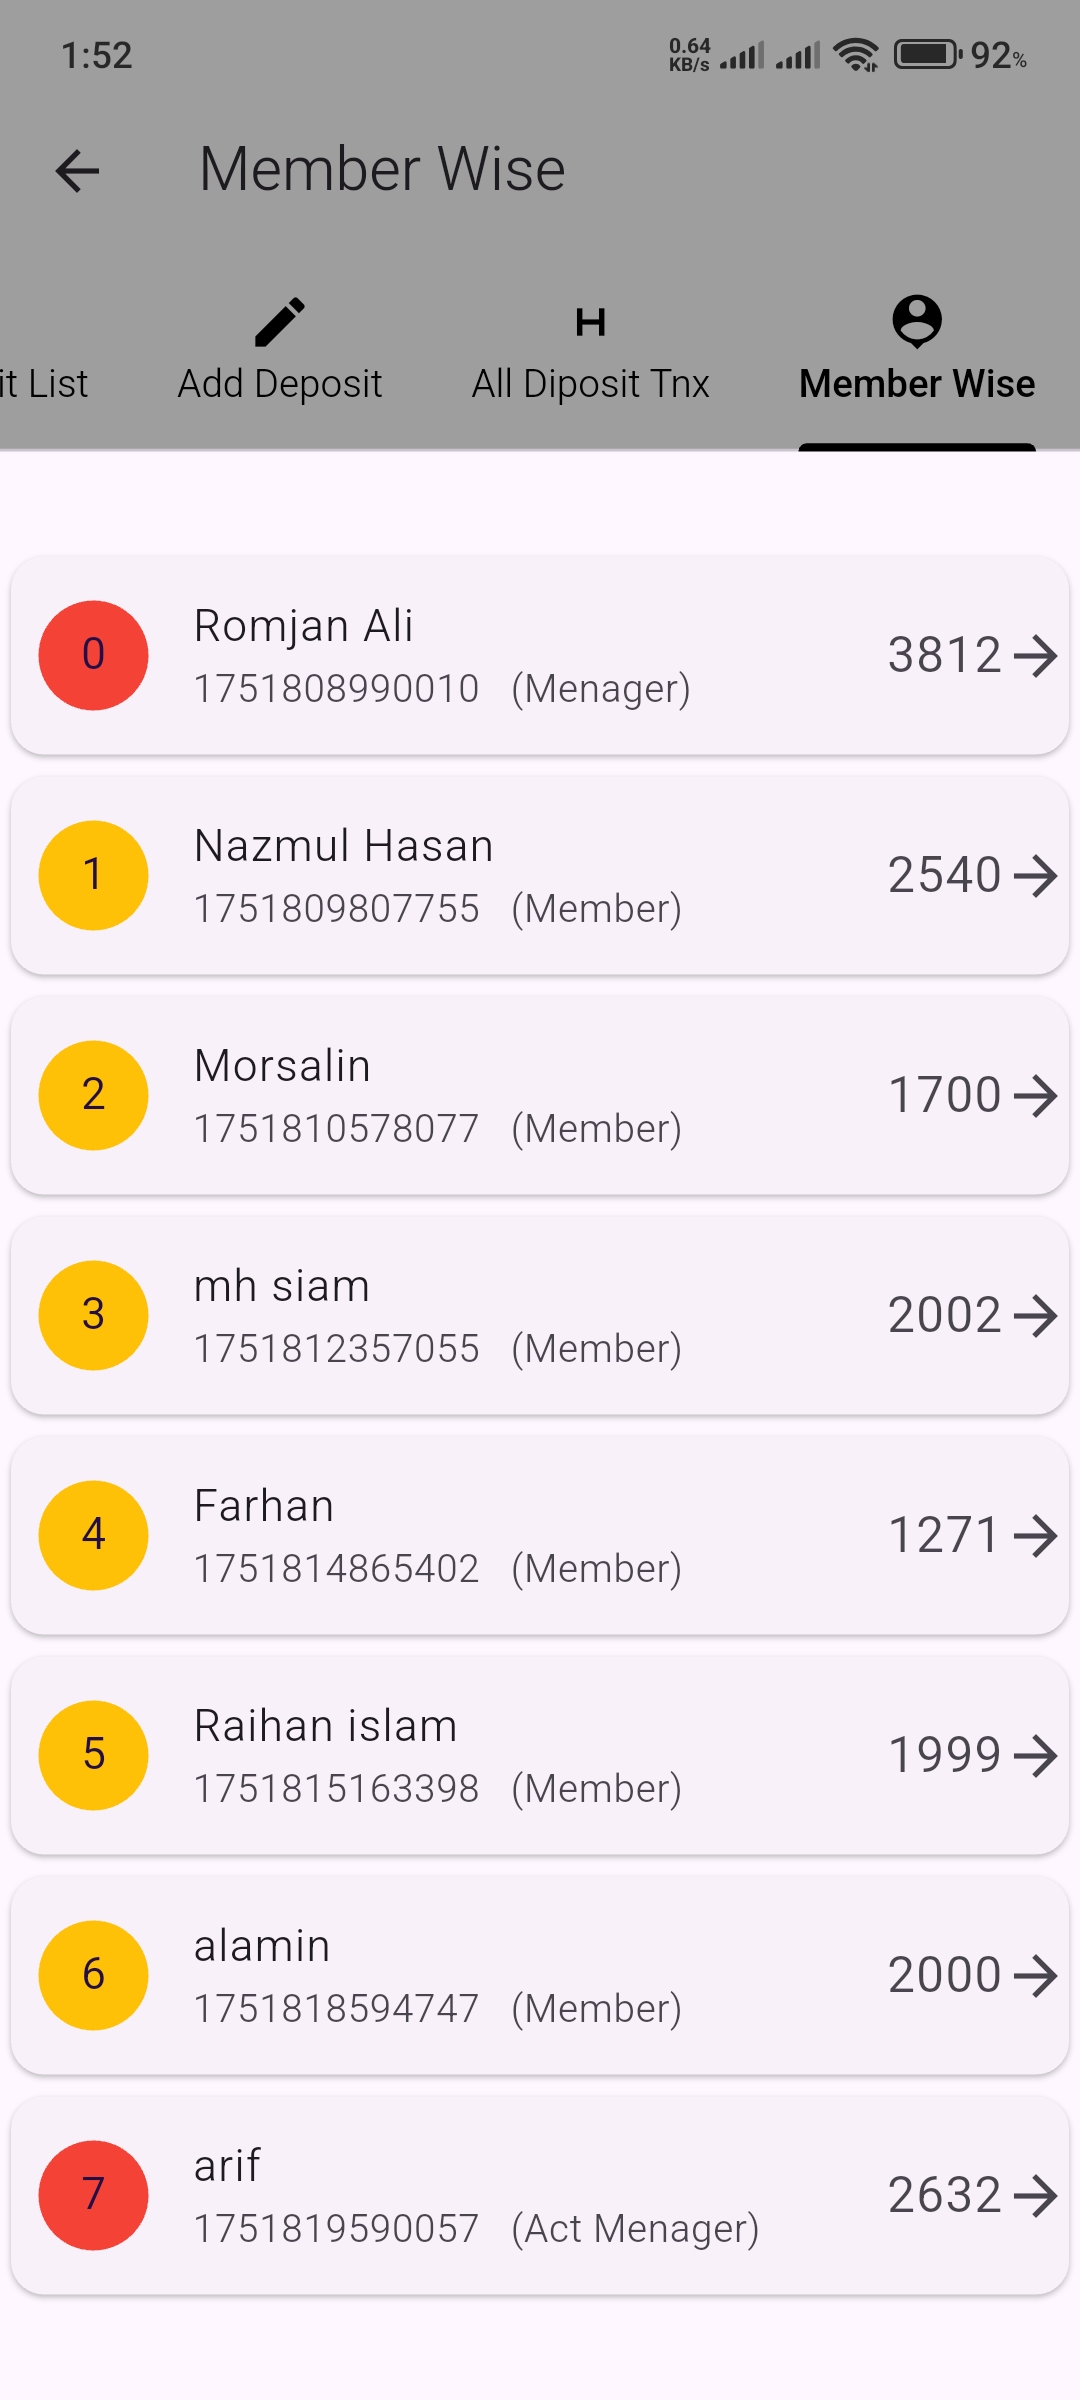 1:52
0.64
KB/s
92%
Member Wise
it List
Add Deposit
All Diposit Tnx
Member Wise
0
Romjan Ali
1751808990010 (Menager)
3812
1
Nazmul Hasan
1751809807755 (Member)
2540
2
Morsalin
1751810578077 (Member)
1700
3
mh siam
1751812357055 (Member)
2002
4
Farhan
1751814865402 (Member)
1271
5
Raihan islam
1751815163398 (Member)
1999
6
alamin
1751818594747 (Member)
2000
7
arif
1751819590057 (Act Menager)
2632